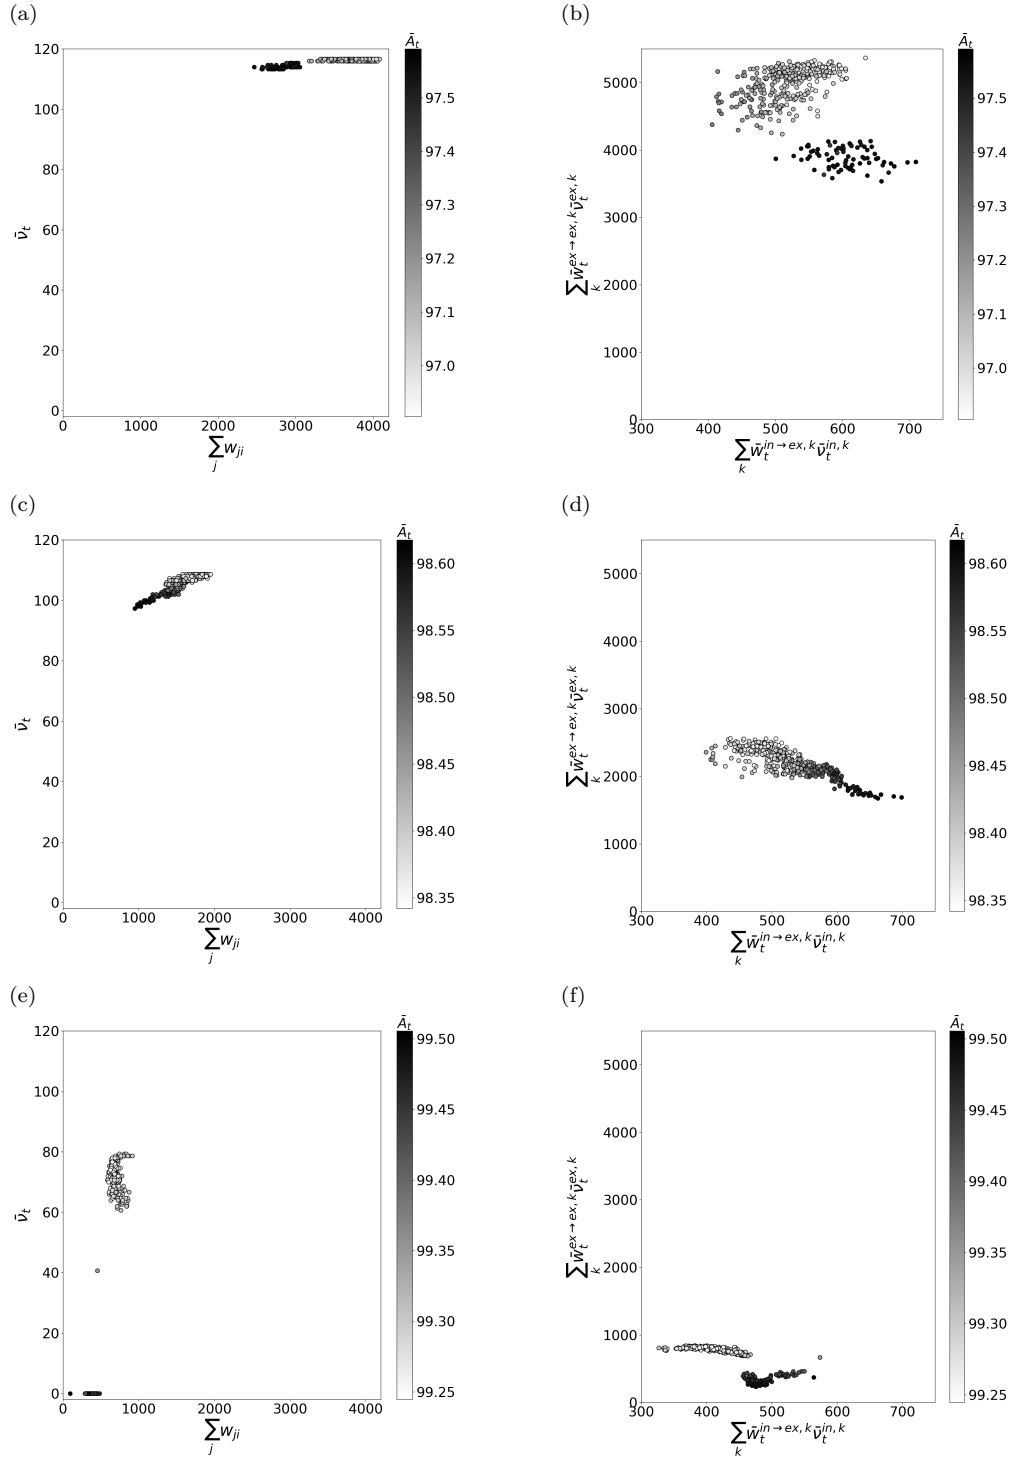 (a)
Ā_t
120
100
80
60
40
20
0
ν̄_t
0 1000 2000 3000 4000
∑_j w_{ji}
97.5
97.4
97.3
97.2
97.1
97.0
(b)
Ā_t
5000
4000
3000
2000
1000
0
∑_k w̄_t^{ex→ex,k} ν̄_t^{ex,k}
400 500 600 700
∑_k w̄_t^{in→ex,k} ν̄_t^{in,k}
97.5
97.4
97.3
97.2
97.1
97.0
(c)
Ā_t
120
100
80
60
40
20
0
ν̄_t
0 1000 2000 3000 4000
∑_j w_{ji}
98.60
98.55
98.50
98.45
98.40
98.35
(d)
Ā_t
5000
4000
3000
2000
1000
0
∑_k w̄_t^{ex→ex,k} ν̄_t^{ex,k}
300 400 500 600 700
∑_k w̄_t^{in→ex,k} ν̄_t^{in,k}
98.60
98.55
98.50
98.45
98.40
98.35
(e)
Ā_t
120
100
80
60
40
20
0
ν̄_t
0 1000 2000 3000 4000
∑_j w_{ji}
99.50
99.45
99.40
99.35
99.30
99.25
(f)
Ā_t
5000
4000
3000
2000
1000
0
∑_k w̄_t^{ex→ex,k} ν̄_t^{ex,k}
300 400 500 600 700
∑_k w̄_t^{in→ex,k} ν̄_t^{in,k}
99.50
99.45
99.40
99.35
99.30
99.25